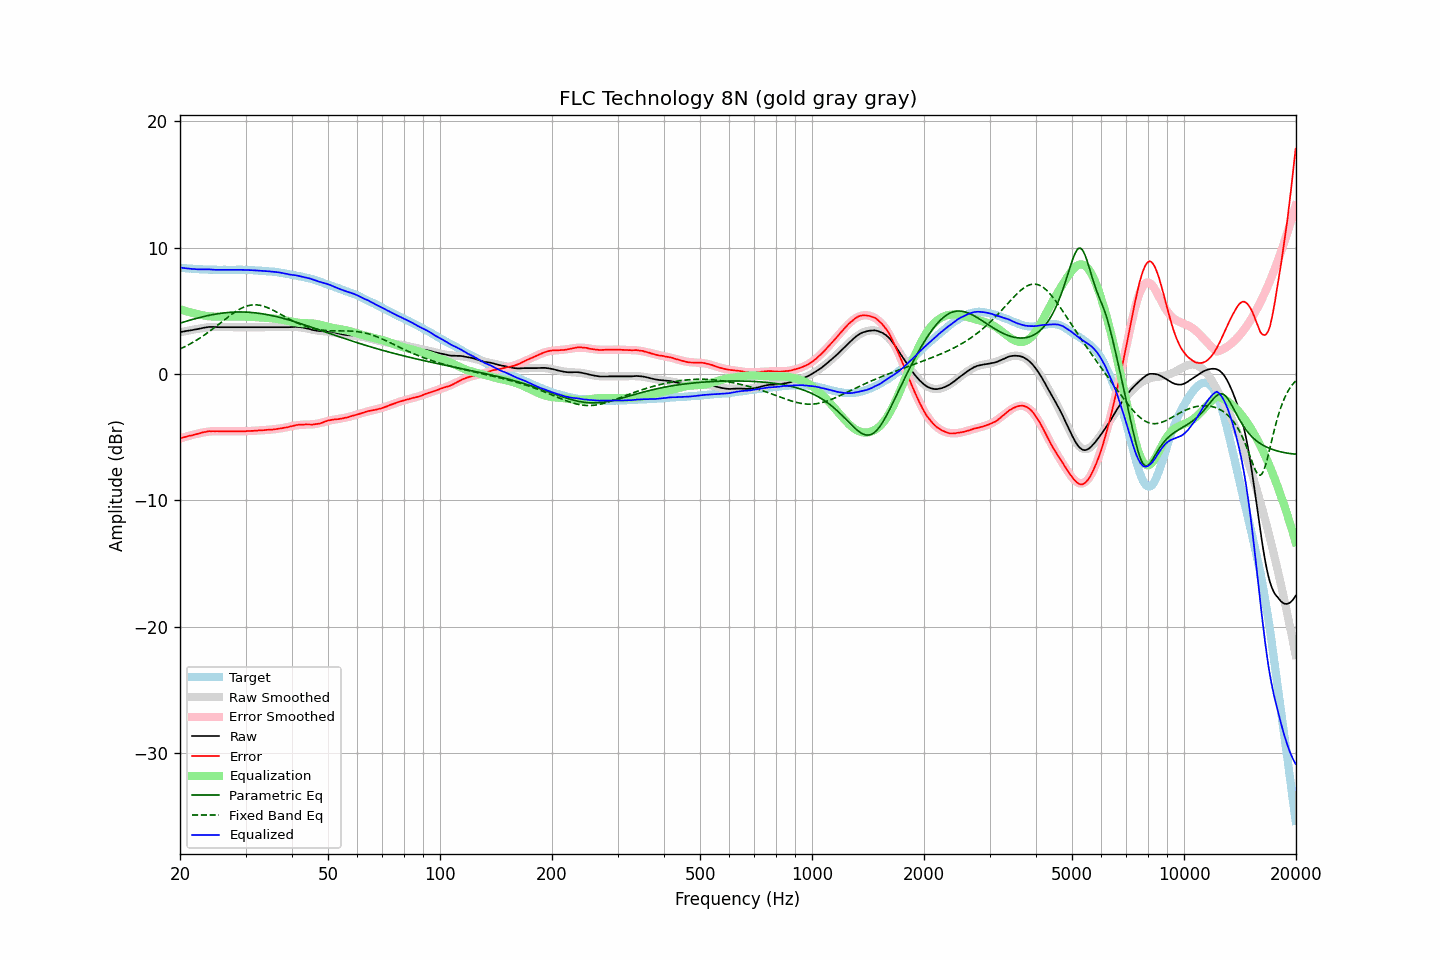 FLC Technology 8N (gold gray gray)
20
10
0
−10
−20
−30
Amplitude (dBr)
Target
Raw Smoothed
Error Smoothed
Raw
Error
Equalization
Parametric Eq
Fixed Band Eq
Equalized
20 50 100 200 500 1000 2000 5000 10000 20000
Frequency (Hz)